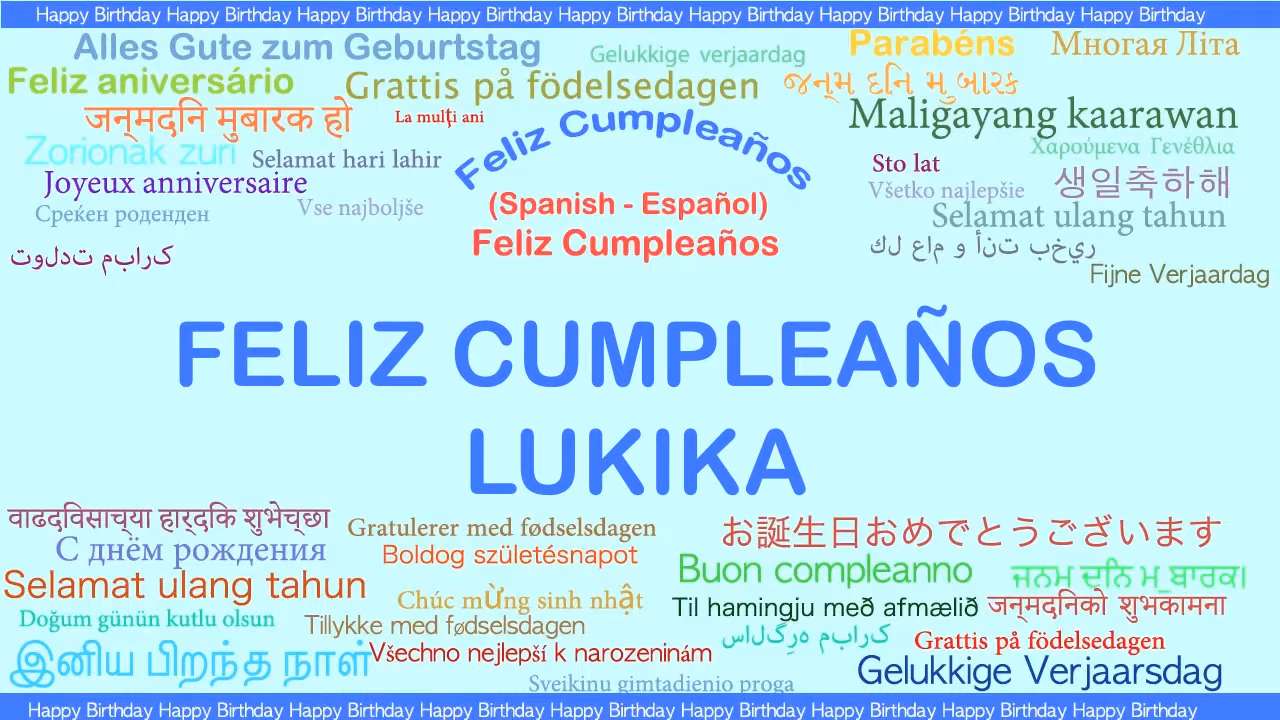 Happy Birthday Happy Birthday Happy Birthday Happy Birthday Happy Birthday Happy Birthday Happy Birthday Happy Birthday Happy Birthday
Alles Gute zum Geburtstag
Gelukkige verjaardag
Parabéns
Многая Літа
Feliz aniversário
Grattis på födelsedagen
જન્મ દિન મુબારક
जन्मदिन मुबारक हो
La mulţi ani
Feliz Cumpleaños
Maligayang kaarawan
Zorionak zuri
Selamat hari lahir
Sto lat
Χαρούμενα Γενέθλια
Joyeux anniversaire
(Spanish - Español)
Všetko najlepšie
생일축하해
Среќен роденден
Vse najboljše
Feliz Cumpleaños
Selamat ulang tahun
تولدت مبارک
كل عام و أنت بخير
Fijne Verjaardag
FELIZ CUMPLEAÑOS
LUKIKA
वाढदिवसाच्या हार्दिक शुभेच्छा
Gratulerer med fødselsdagen
お誕生日おめでとうございます
С днём рождения
Boldog születésnapot
Buon compleanno
ਜਨਮ ਦਿਨ ਮੁਬਾਰਕ।
Selamat ulang tahun
Chúc mừng sinh nhật
Til hamingju með afmælið
जन्मदिनको शुभकामना
Doğum günün kutlu olsun
Tillykke med fødselsdagen
سالگرہ مبارک
Grattis på födelsedagen
இனிய பிறந்த நாள்
Všechno nejlepší k narozeninám
Gelukkige Verjaarsdag
Sveikinu gimtadienio proga
Happy Birthday Happy Birthday Happy Birthday Happy Birthday Happy Birthday Happy Birthday Happy Birthday Happy Birthday Happy Birthday